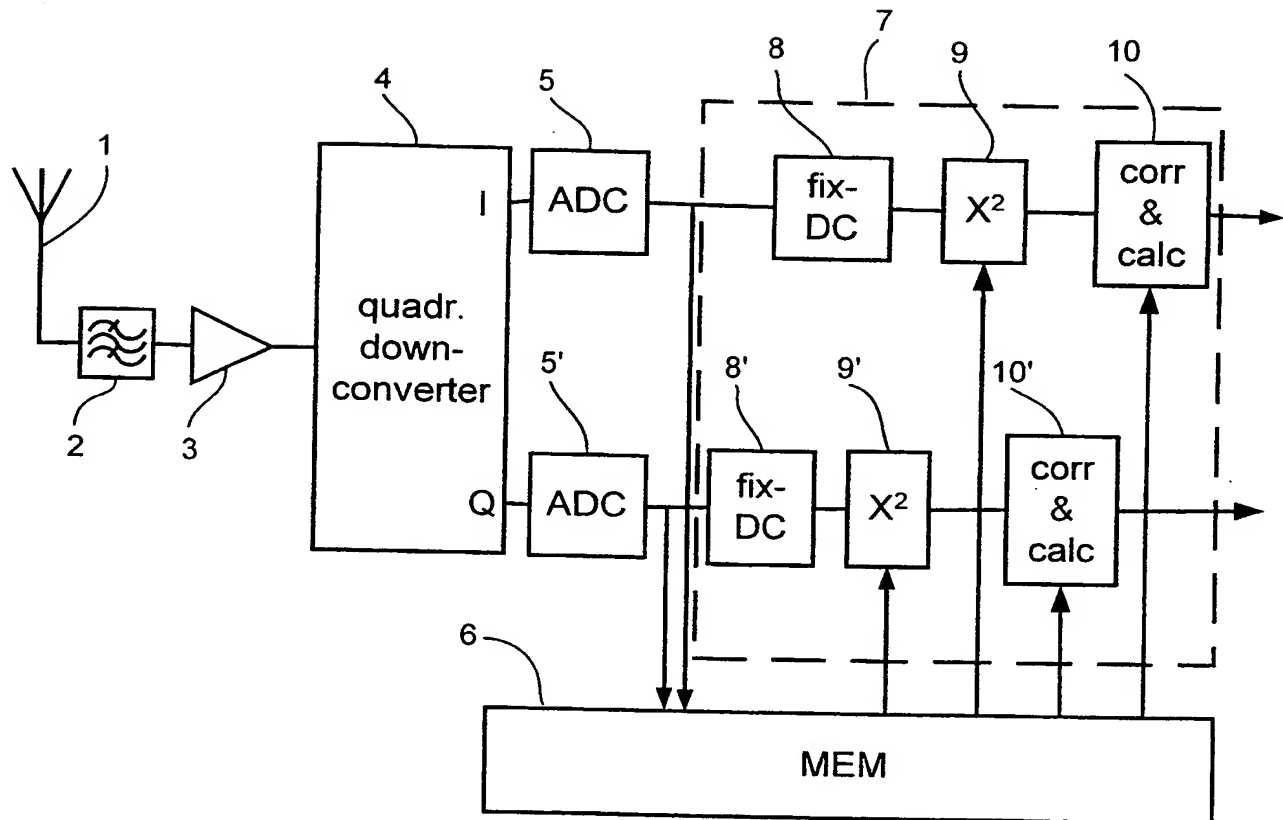 7
8
9
10
4
5
1
fix-
DC
X²
corr
&
calc
I
ADC
quadr.
down-
converter
2
3
5'
8'
9'
10'
Q
ADC
fix-
DC
X²
corr
&
calc
6
MEM